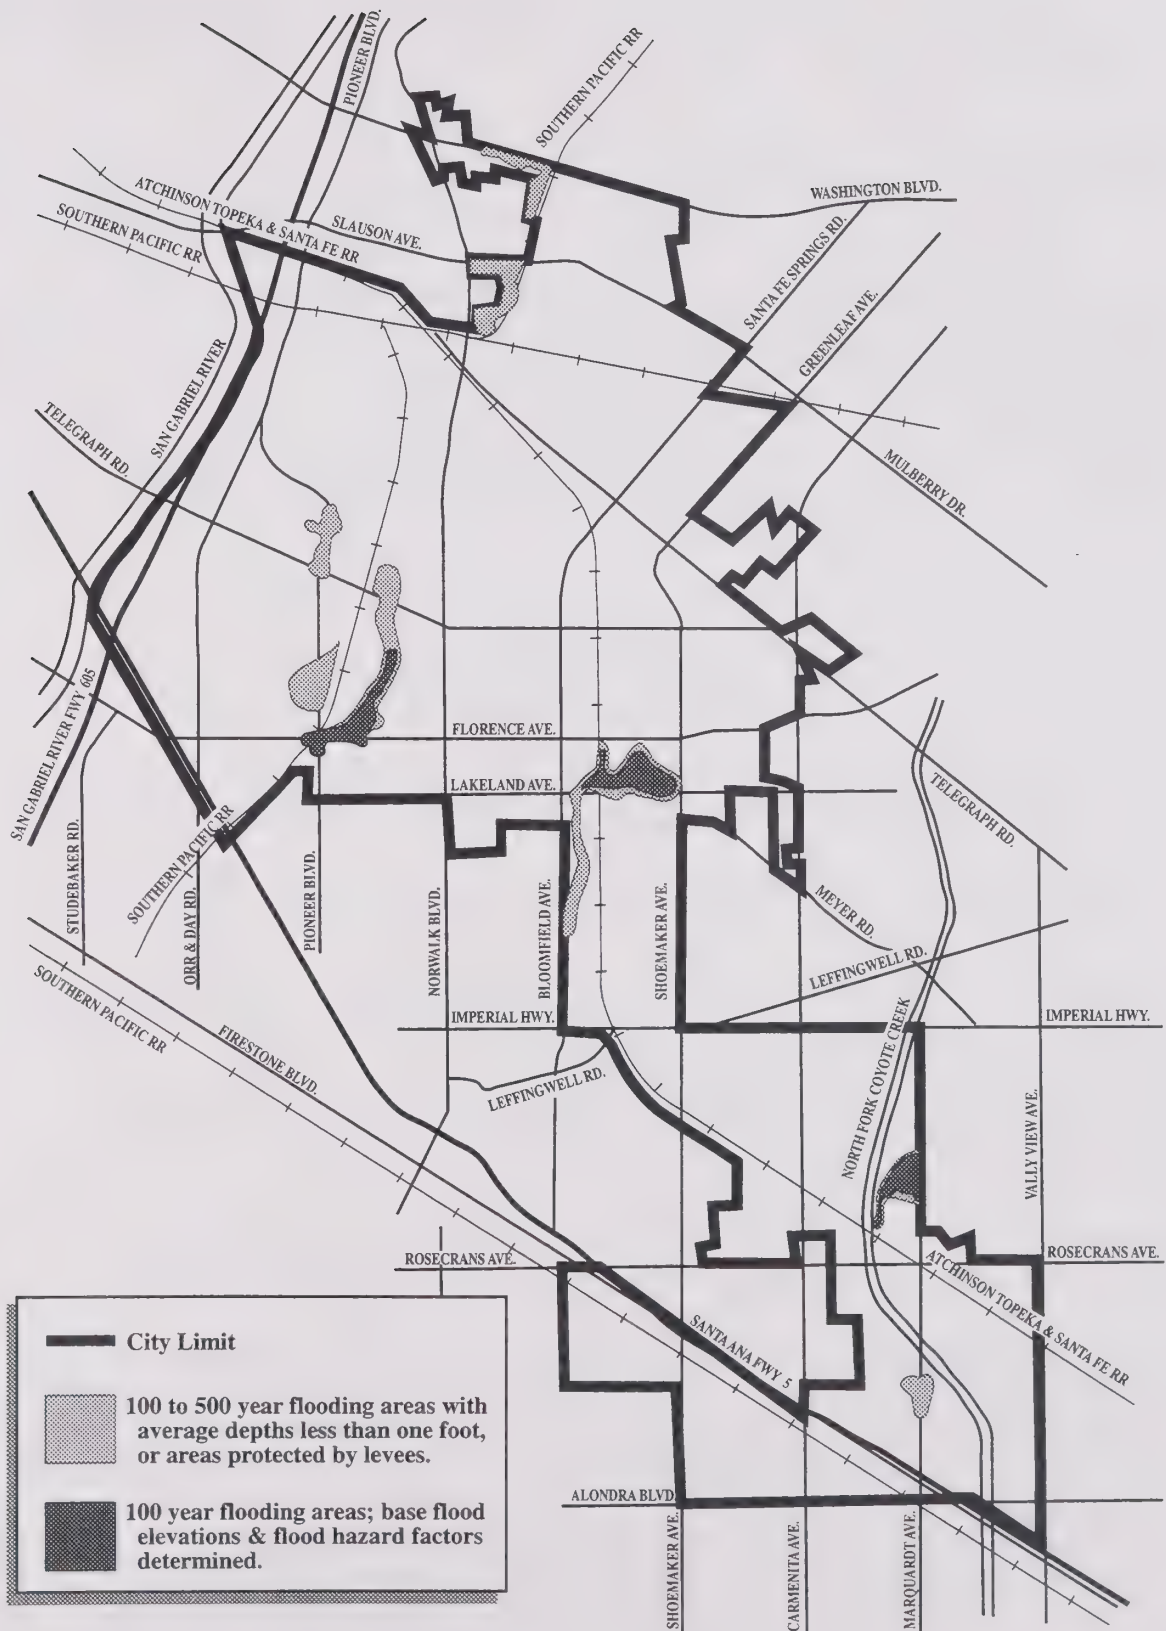 PIONEER BLVD.
SOUTHERN PACIFIC RR
WASHINGTON BLVD.
ATCHINSON TOPEKA & SANTA FE RR
SLAUSON AVE.
SOUTHERN PACIFIC RR
SANTA FE SPRINGS RD.
GREENLEAF AVE.
SAN GABRIEL RIVER
TELEGRAPH RD.
MULBERRY DR.
SAN GABRIEL RIVER FWY 605
FLORENCE AVE.
LAKELAND AVE.
TELEGRAPH RD.
SOUTHERN PACIFIC RR
STUDEBAKER RD.
ORR & DAY RD.
PIONEER BLVD.
NORWALK BLVD.
BLOOMFIELD AVE.
SHOEMAKER AVE.
MEYER RD.
LEFFINGWELL RD.
SOUTHERN PACIFIC RR
FIRESTONE BLVD.
IMPERIAL HWY.
IMPERIAL HWY.
LEFFINGWELL RD.
NORTH FORK COYOTE CREEK
VALLY VIEW AVE.
ROSECRANS AVE.
ROSECRANS AVE.
ATCHINSON TOPEKA & SANTA FE RR
SANTA ANA FWY 5
ALONDRA BLVD.
SHOEMAKER AVE.
CARMENITA AVE.
MARQUARDT AVE.
City Limit
100 to 500 year flooding areas with
average depths less than one foot,
or areas protected by levees.
100 year flooding areas; base flood
elevations & flood hazard factors
determined.